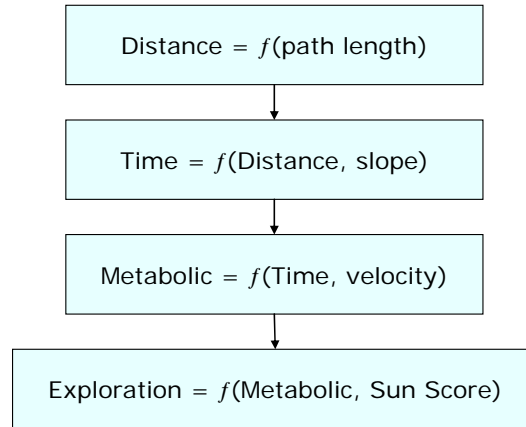 Distance = f(path length)
Time = f(Distance, slope)
Metabolic = f(Time, velocity)
Exploration = f(Metabolic, Sun Score)